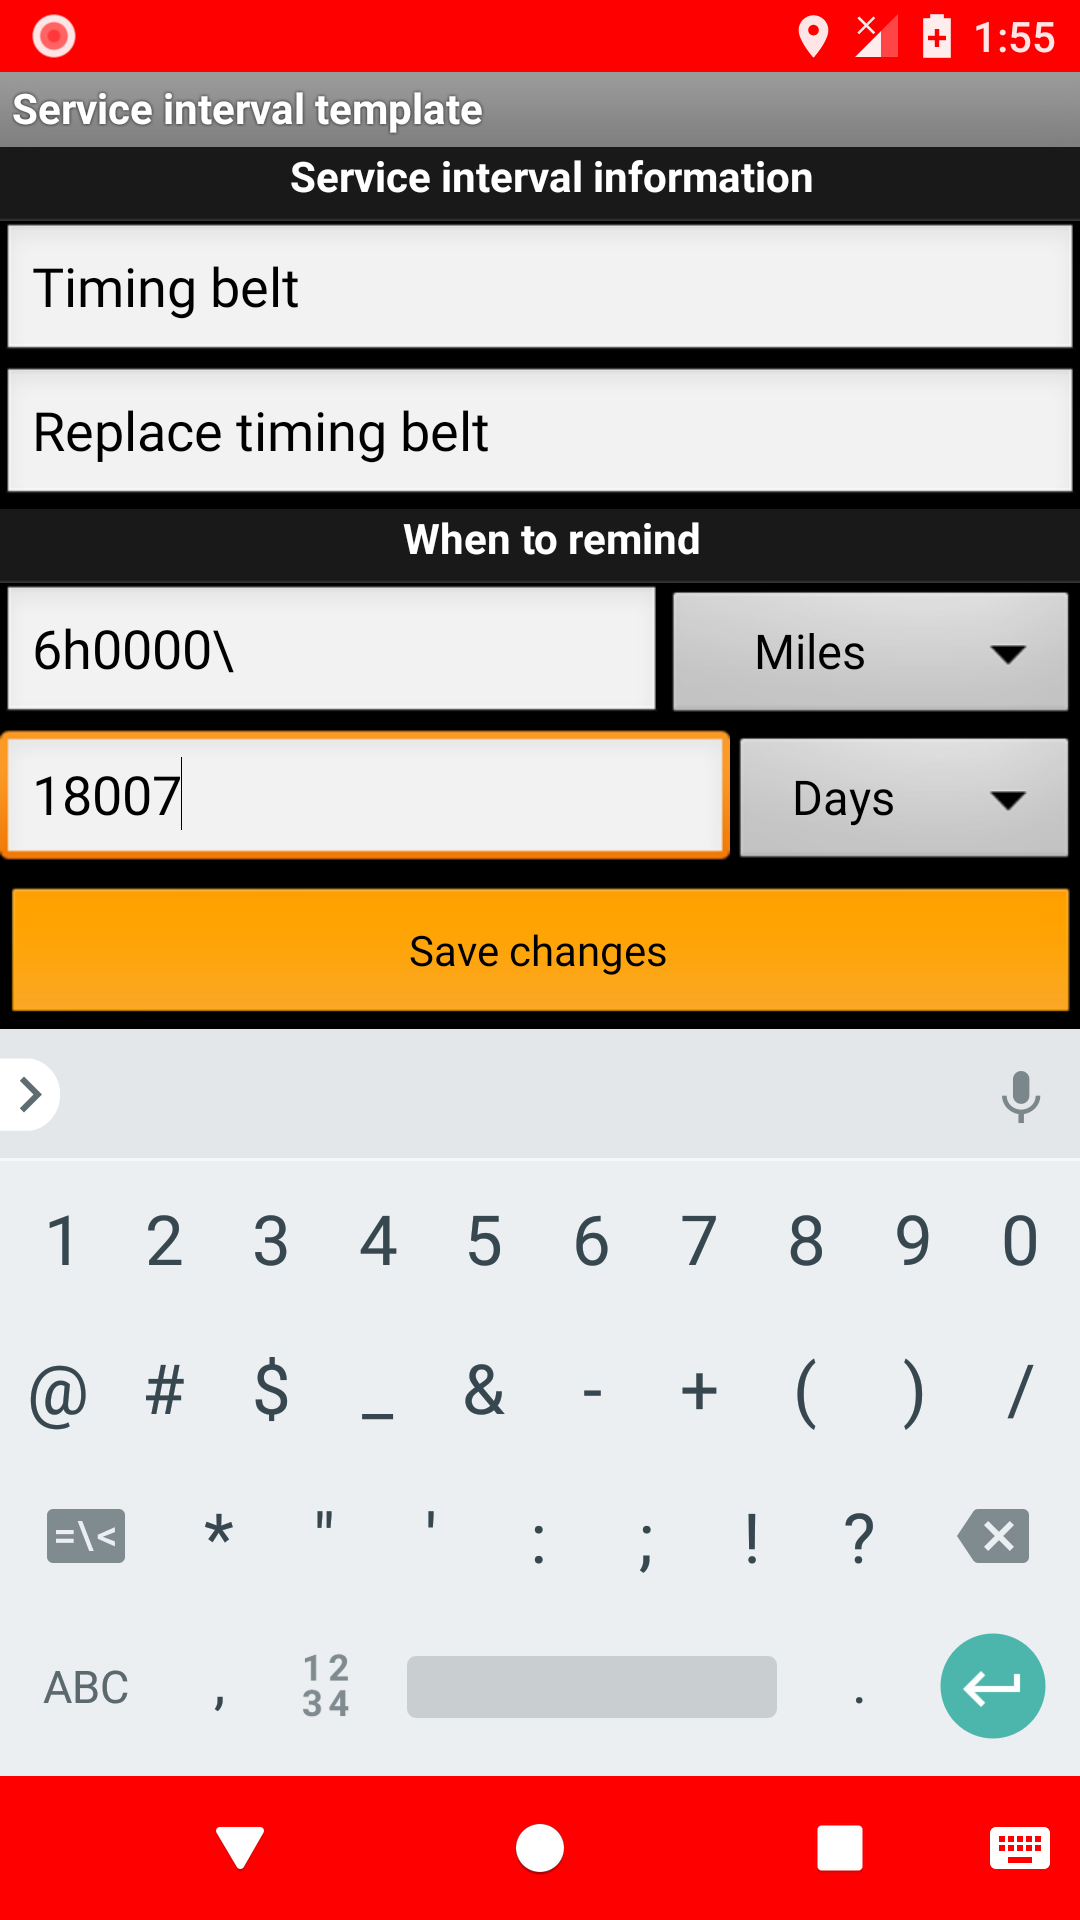 1:55
Service interval template
Service interval information
Timing belt
Replace timing belt
When to remind
6h0000\ Miles
18007 Days
Save changes
1 2 3 4 5 6 7 8 9 0
@ # $ _ & - + ( ) /
=\< * " ' : ; ! ?
ABC , 12 34 .